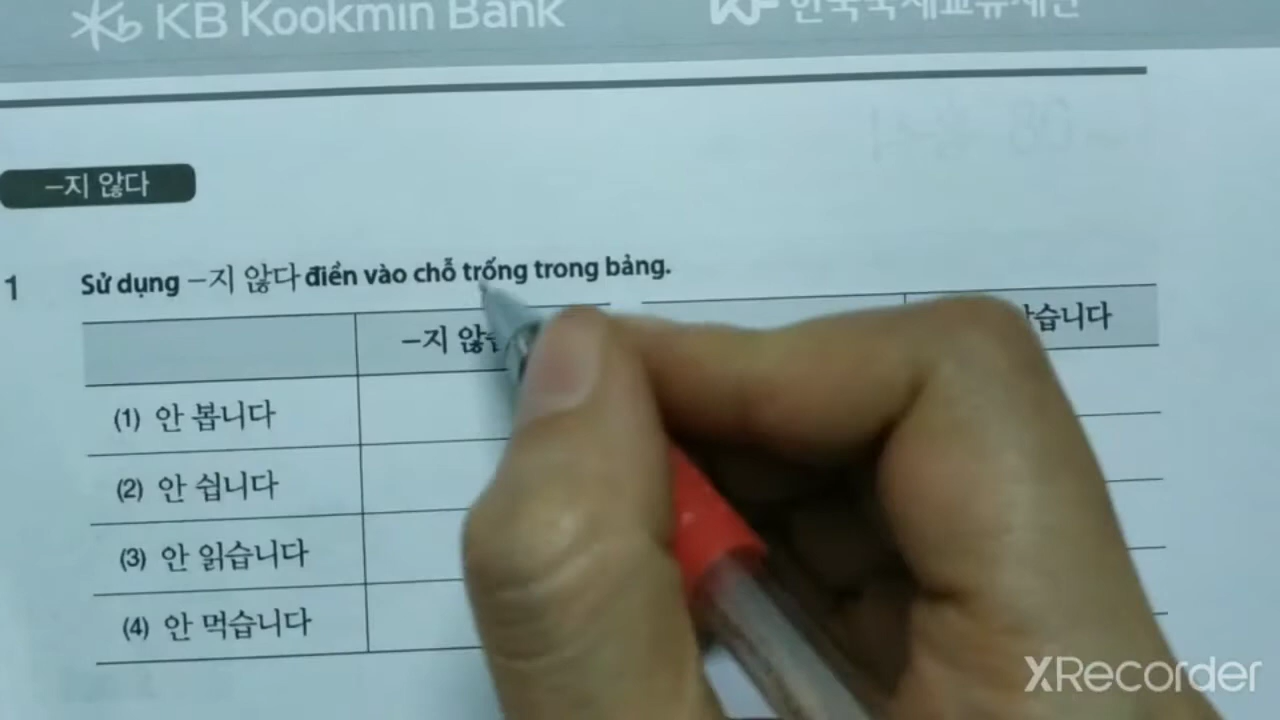 KB Kookmin Bank
–지 않다
1 Sử dụng –지 않다 điền vào chỗ trống trong bảng.
–지
습니다
(1) 안 봅니다
(2) 안 쉽니다
(3) 안 읽습니다
(4) 안 먹습니다
XRecorder